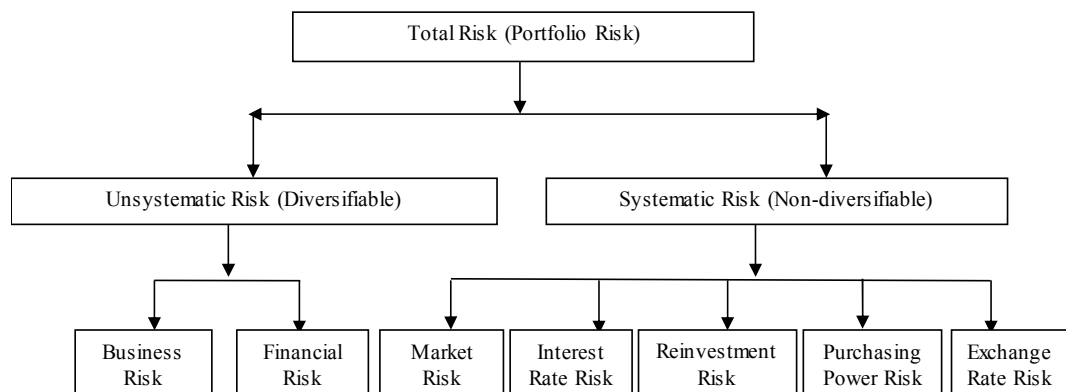 Total Risk (Portfolio Risk)
Unsystematic Risk (Diversifiable)
Systematic Risk (Non-diversifiable)
Business
Risk
Financial
Risk
Market
Risk
Interest
Rate Risk
Reinvestment
Risk
Purchasing
Power Risk
Exchange
Rate Risk